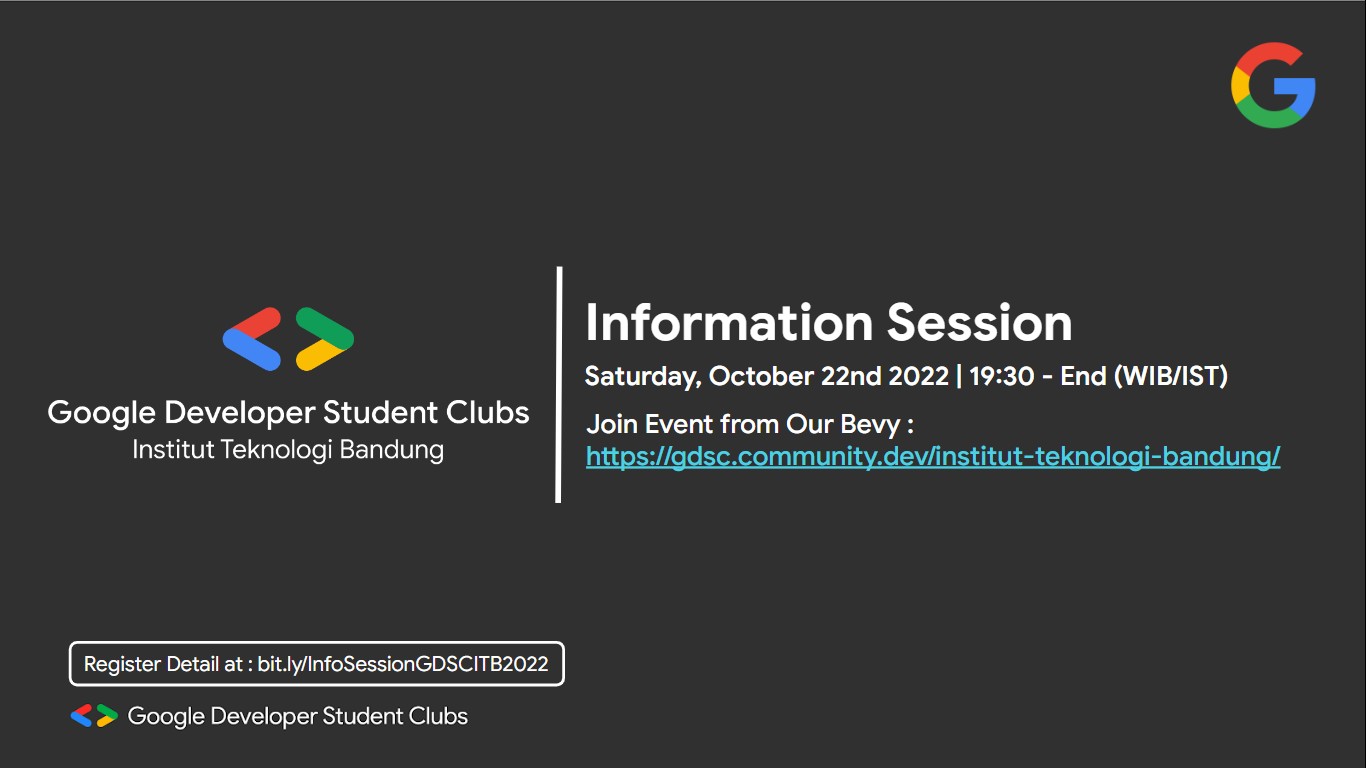 Google Developer Student Clubs
Institut Teknologi Bandung
Information Session
Saturday, October 22nd 2022 | 19:30 - End (WIB/IST)
Join Event from Our Bevy :
https://gdsc.community.dev/institut-teknologi-bandung/
Register Detail at : bit.ly/InfoSessionGDSCITB2022
Google Developer Student Clubs